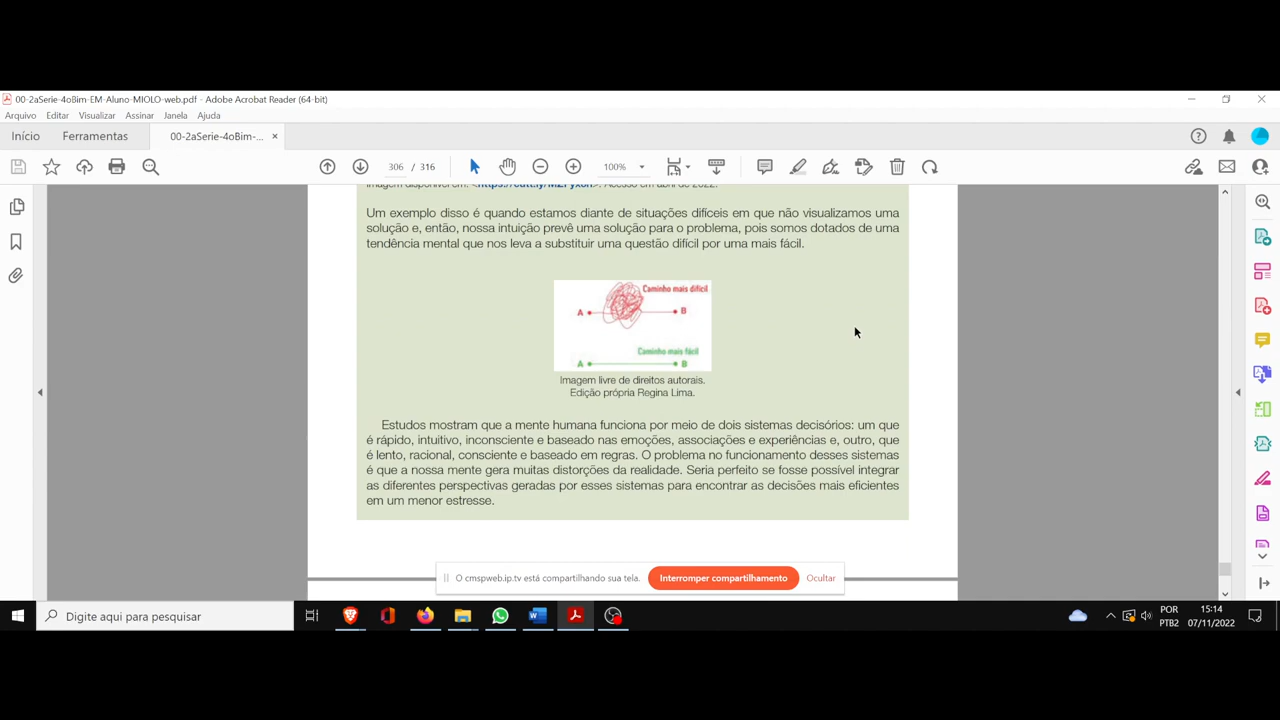 00-2aSerie-4oBim-EM-Aluno-MIOLO-web.pdf - Adobe Acrobat Reader (64-bit)
Arquivo Editar Visualizar Assinar Janela Ajuda
Início Ferramentas 00-2aSerie-4oBim-...
306 / 316 100%
Imagem disponível em: Acesso em abril de 2022.
Um exemplo disso é quando estamos diante de situações difíceis em que não visualizamos uma
solução e, então, nossa intuição prevê uma solução para o problema, pois somos dotados de uma
tendência mental que nos leva a substituir uma questão difícil por uma mais fácil.
Caminho mais difícil
A B
Caminho mais fácil
A B
Imagem livre de direitos autorais.
Edição própria Regina Lima.
Estudos mostram que a mente humana funciona por meio de dois sistemas decisórios: um que
é rápido, intuitivo, inconsciente e baseado nas emoções, associações e experiências e, outro, que
é lento, racional, consciente e baseado em regras. O problema no funcionamento desses sistemas
é que a nossa mente gera muitas distorções da realidade. Seria perfeito se fosse possível integrar
as diferentes perspectivas geradas por esses sistemas para encontrar as decisões mais eficientes
em um menor estresse.
O cmspweb.ip.tv está compartilhando sua tela. Interromper compartilhamento Ocultar
Digite aqui para pesquisar
POR 15:14
PTB2 07/11/2022